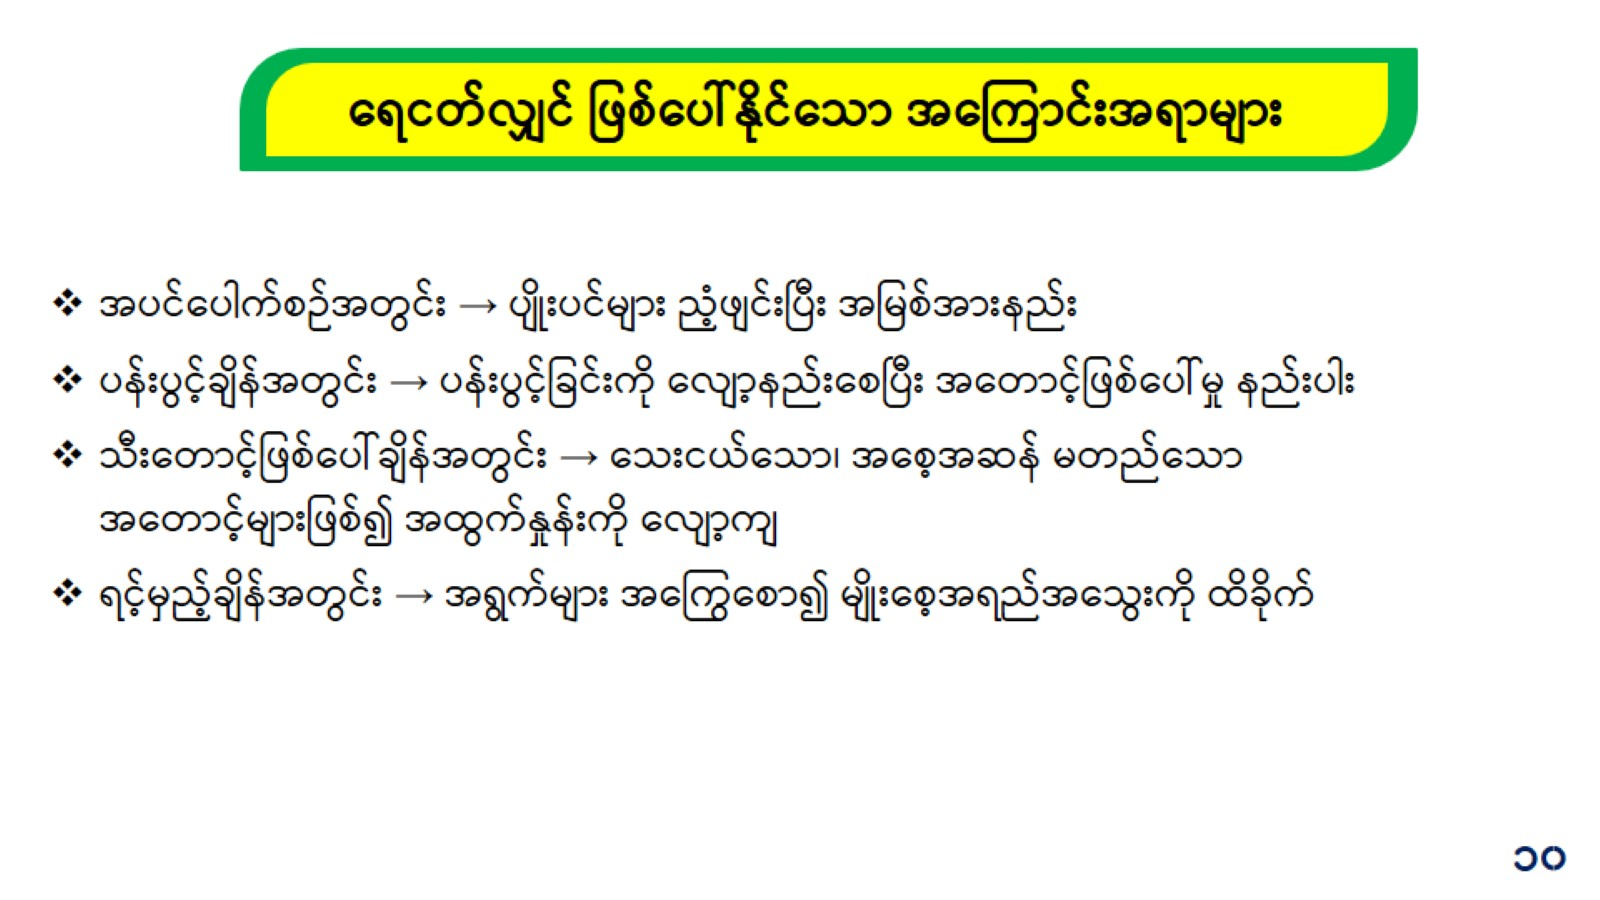 ရေငတ်လျှင် ဖြစ်ပေါ်နိုင်သော အကြောင်းအရာများ
❖ အပင်ပေါက်စဉ်အတွင်း → ပျိုးပင်များ ညှံ့ဖျင်းပြီး အမြစ်အားနည်း
❖ ပန်းပွင့်ချိန်အတွင်း → ပန်းပွင့်ခြင်းကို လျော့နည်းစေပြီး အတောင့်ဖြစ်ပေါ်မှု နည်းပါး
❖ သီးတောင့်ဖြစ်ပေါ်ချိန်အတွင်း → သေးငယ်သော၊ အစေ့အဆန် မတည်သော
အတောင့်များဖြစ်၍ အထွက်နှုန်းကို လျော့ကျ
❖ ရင့်မှည့်ချိန်အတွင်း → အရွက်များ အကြွေစော၍ မျိုးစေ့အရည်အသွေးကို ထိခိုက်
၁၀